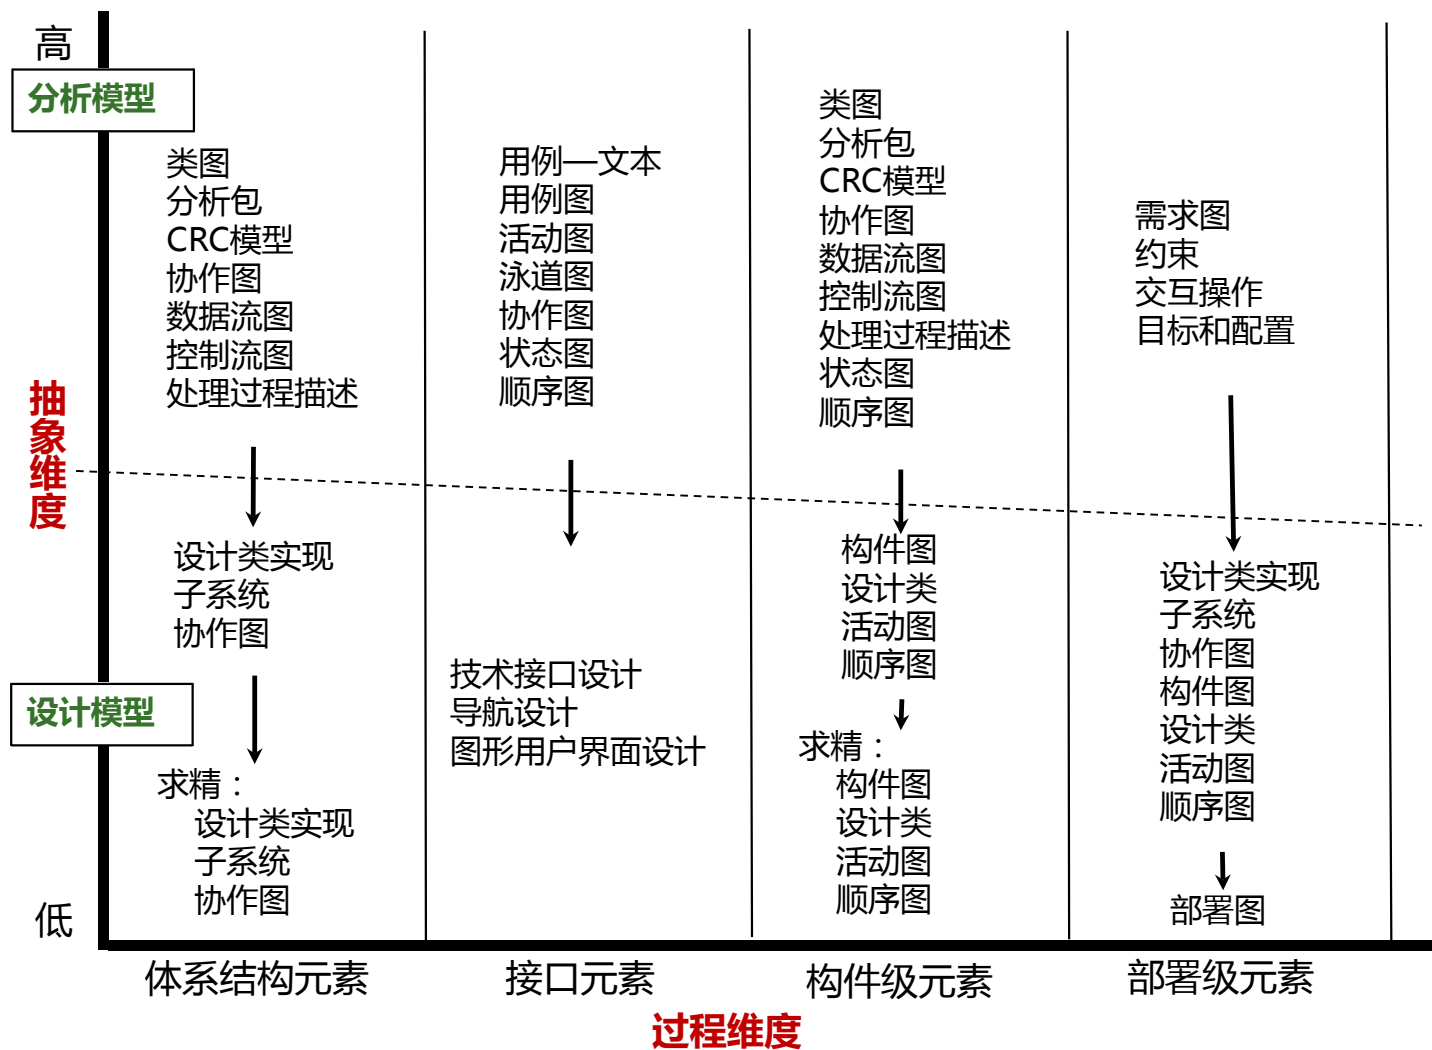 高
分析模型
类图
分析包
CRC模型
协作图
数据流图
控制流图
处理过程描述
用例—文本
用例图
活动图
泳道图
协作图
状态图
顺序图
类图
分析包
CRC模型
协作图
数据流图
控制流图
处理过程描述
状态图
顺序图
需求图
约束
交互操作
目标和配置
抽象维度
设计类实现
子系统
协作图
设计模型
求精：
设计类实现
子系统
协作图
技术接口设计
导航设计
图形用户界面设计
构件图
设计类
活动图
顺序图
求精：
构件图
设计类
活动图
顺序图
设计类实现
子系统
协作图
构件图
设计类
活动图
顺序图
部署图
低
体系结构元素
接口元素
构件级元素
部署级元素
过程维度